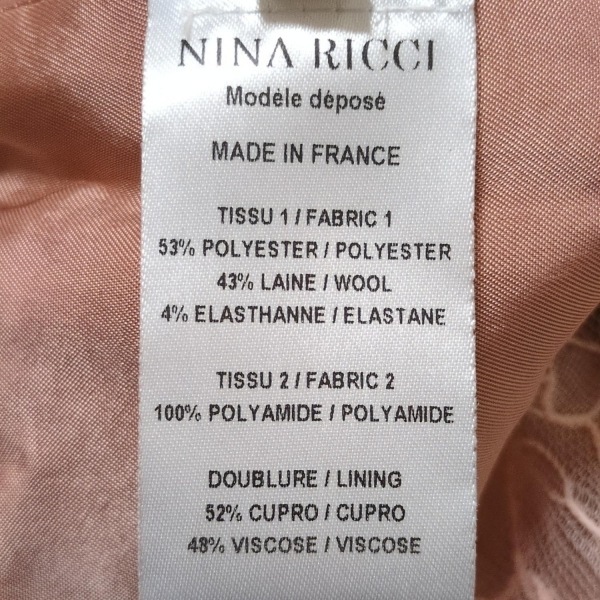 NINA RICCI
Modèle déposé
MADE IN FRANCE
TISSU 1 / FABRIC 1
53% POLYESTER / POLYESTER
43% LAINE / WOOL
4% ELASTHANNE / ELASTANE
TISSU 2 / FABRIC 2
100% POLYAMIDE / POLYAMIDE
DOUBLURE / LINING
52% CUPRO / CUPRO
48% VISCOSE / VISCOSE